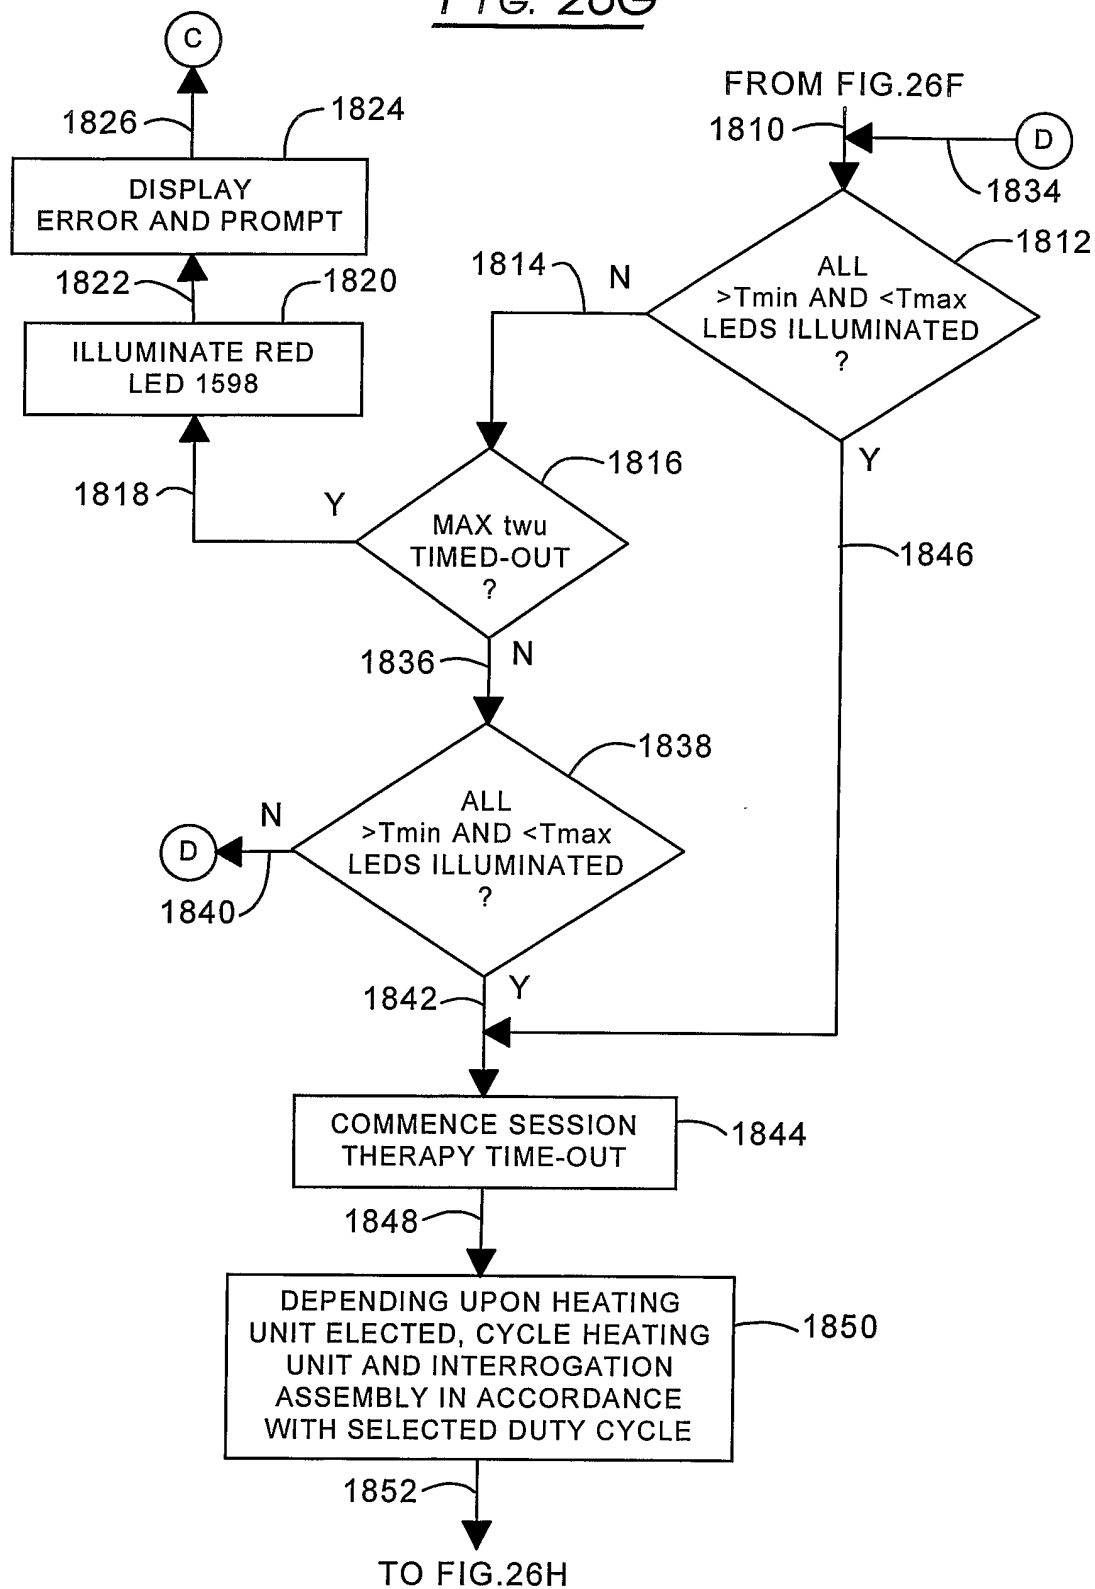 FIG. 26G
C
1826
1824
DISPLAY
ERROR AND PROMPT
1822
1820
ILLUMINATE RED
LED 1598
1818
FROM FIG.26F
1810
D
1834
1812
ALL
>Tmin AND <Tmax
LEDS ILLUMINATED
?
1814
N
Y
1846
1816
MAX twu
TIMED-OUT
?
Y
N
1836
1838
ALL
>Tmin AND <Tmax
LEDS ILLUMINATED
?
N
D
1840
Y
1842
COMMENCE SESSION
THERAPY TIME-OUT
1844
1848
DEPENDING UPON HEATING
UNIT ELECTED, CYCLE HEATING
UNIT AND INTERROGATION
ASSEMBLY IN ACCORDANCE
WITH SELECTED DUTY CYCLE
1850
1852
TO FIG.26H